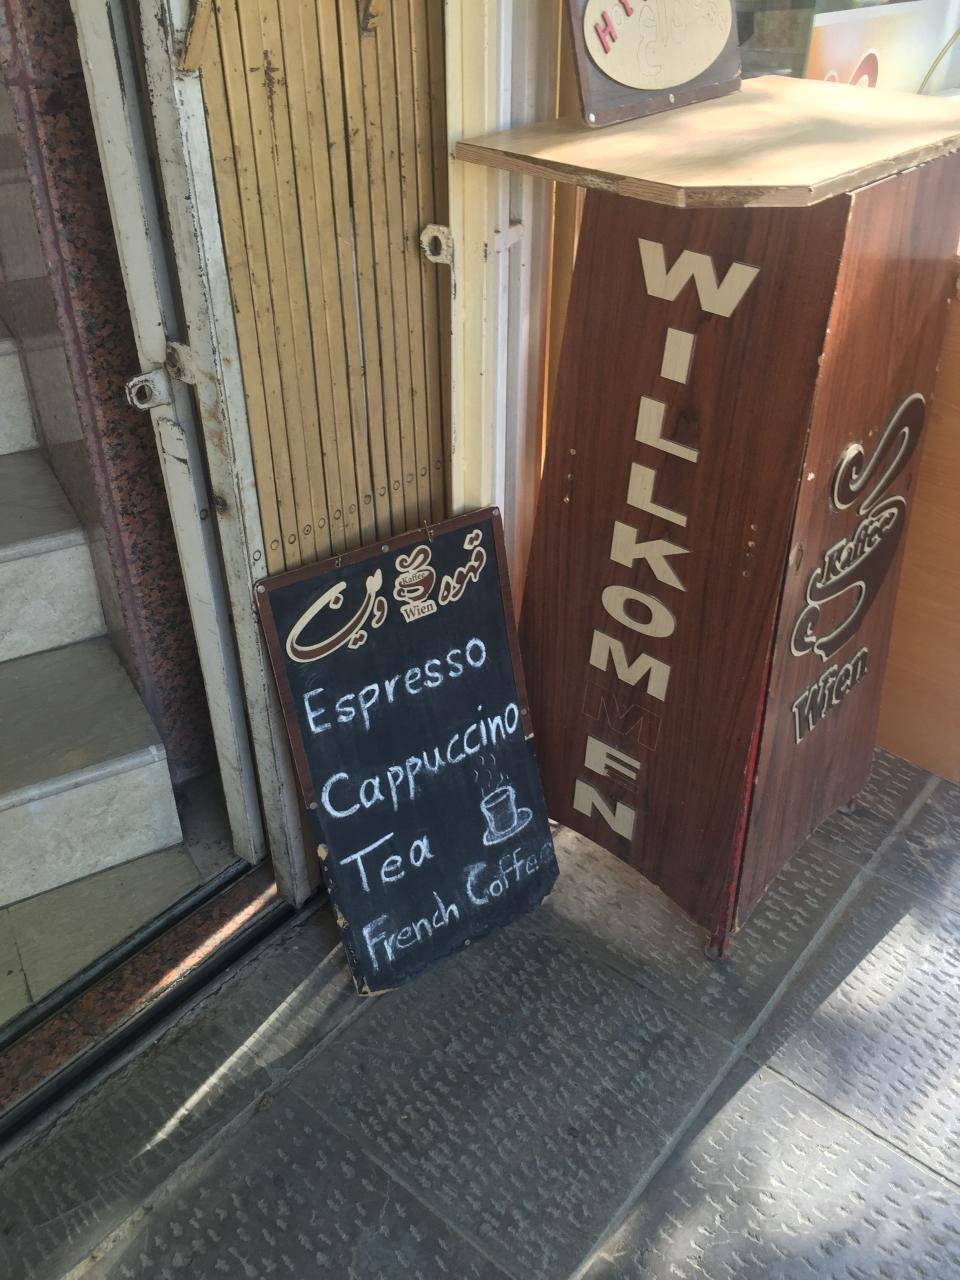 WILLKOMMEN
Kaffee
Wien
قهوه وین
Kaffee
Wien
Espresso
Cappuccino
Tea
French Coffee